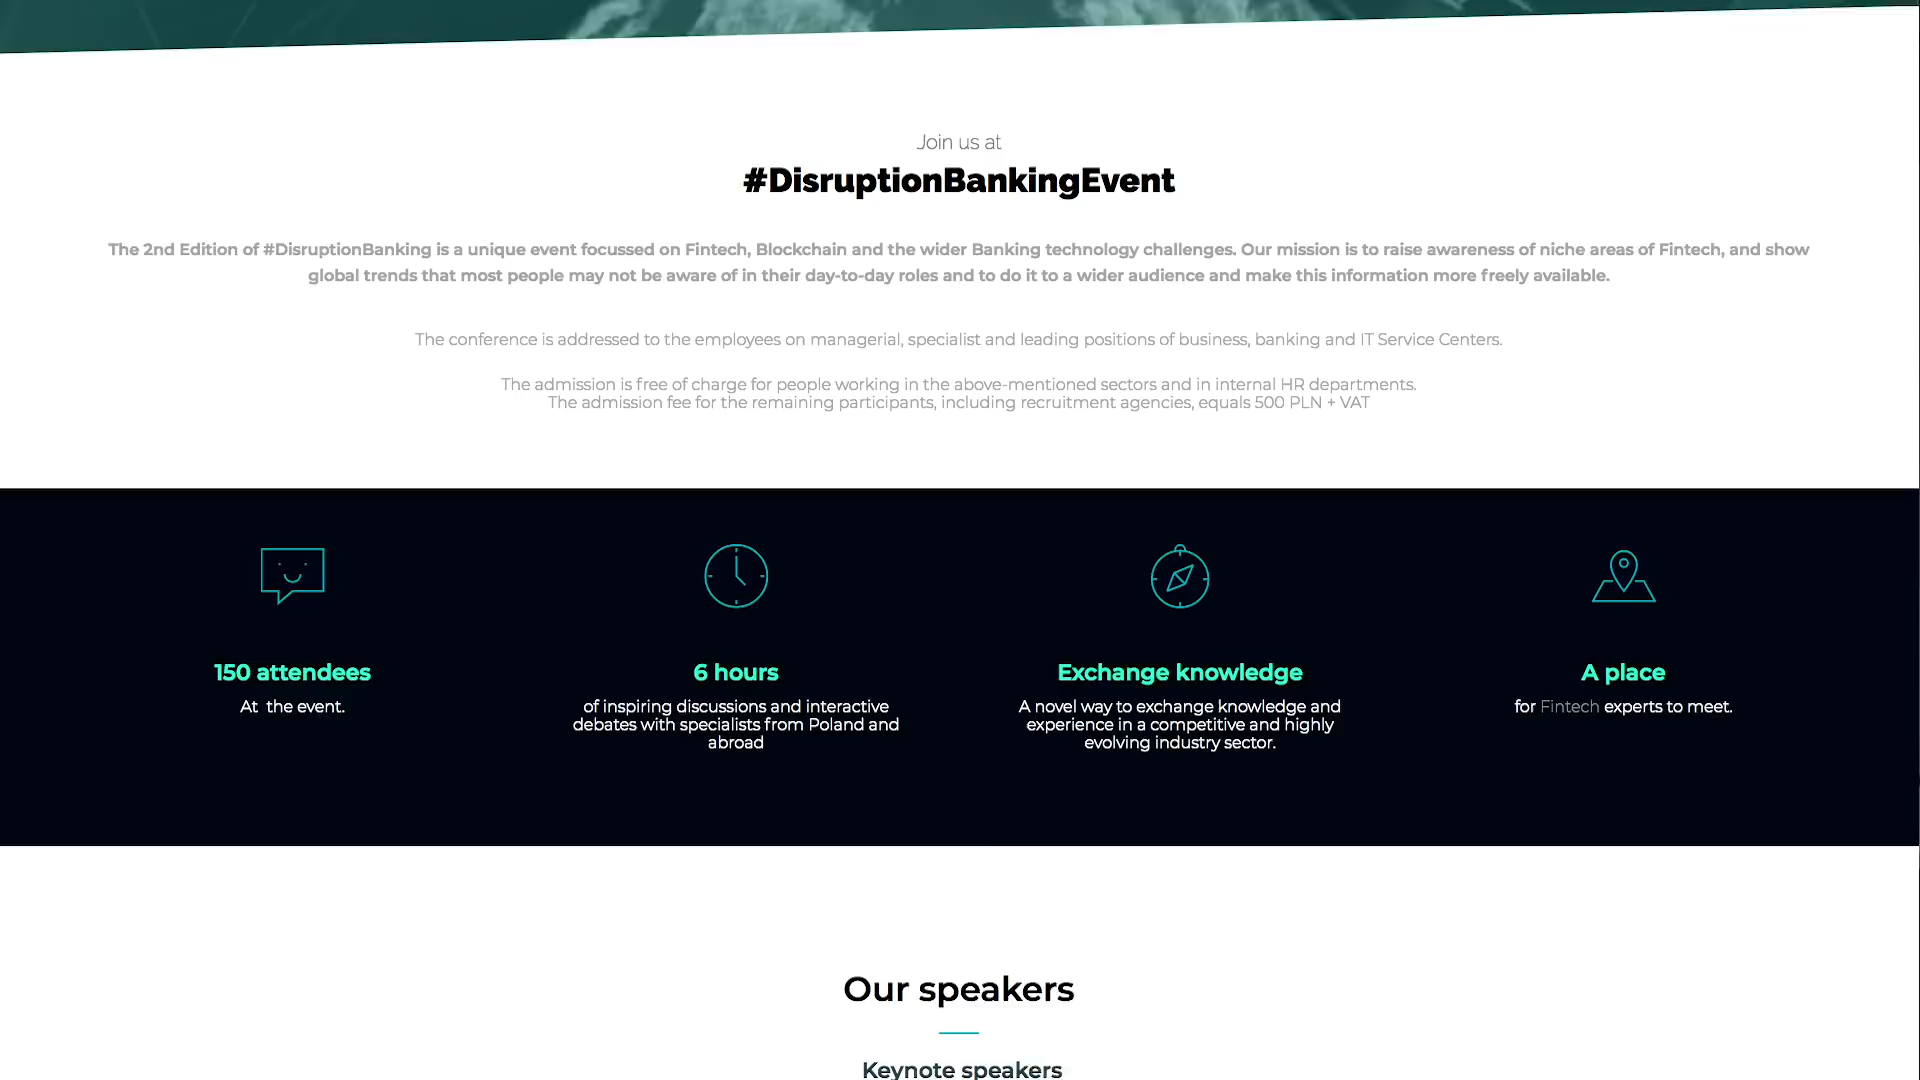 Join us at
#DisruptionBankingEvent
The 2nd Edition of #DisruptionBanking is a unique event focussed on Fintech, Blockchain and the wider Banking technology challenges. Our mission is to raise awareness of niche areas of Fintech, and show
global trends that most people may not be aware of in their day-to-day roles and to do it to a wider audience and make this information more freely available.
The conference is addressed to the employees on managerial, specialist and leading positions of business, banking and IT Service Centers.
The admission is free of charge for people working in the above-mentioned sectors and in internal HR departments.
The admission fee for the remaining participants, including recruitment agencies, equals 500 PLN + VAT
150 attendees
At the event.
6 hours
of inspiring discussions and interactive
debates with specialists from Poland and
abroad
Exchange knowledge
A novel way to exchange knowledge and
experience in a competitive and highly
evolving industry sector.
A place
for Fintech experts to meet.
Our speakers
Keynote speakers